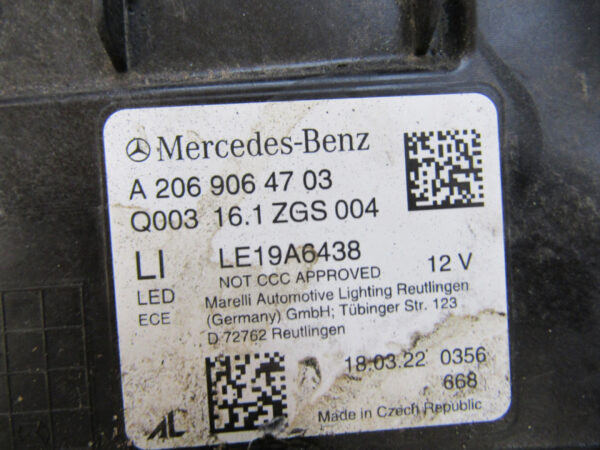 Mercedes-Benz
A 206 906 47 03
Q003 16.1 ZGS 004
LI LE19A6438
NOT CCC APPROVED 12 V
LED Marelli Automotive Lighting Reutlingen
ECE (Germany) GmbH; Tübinger Str. 123
D 72762 Reutlingen
18.03.22 0356
668
AL Made in Czech Republic